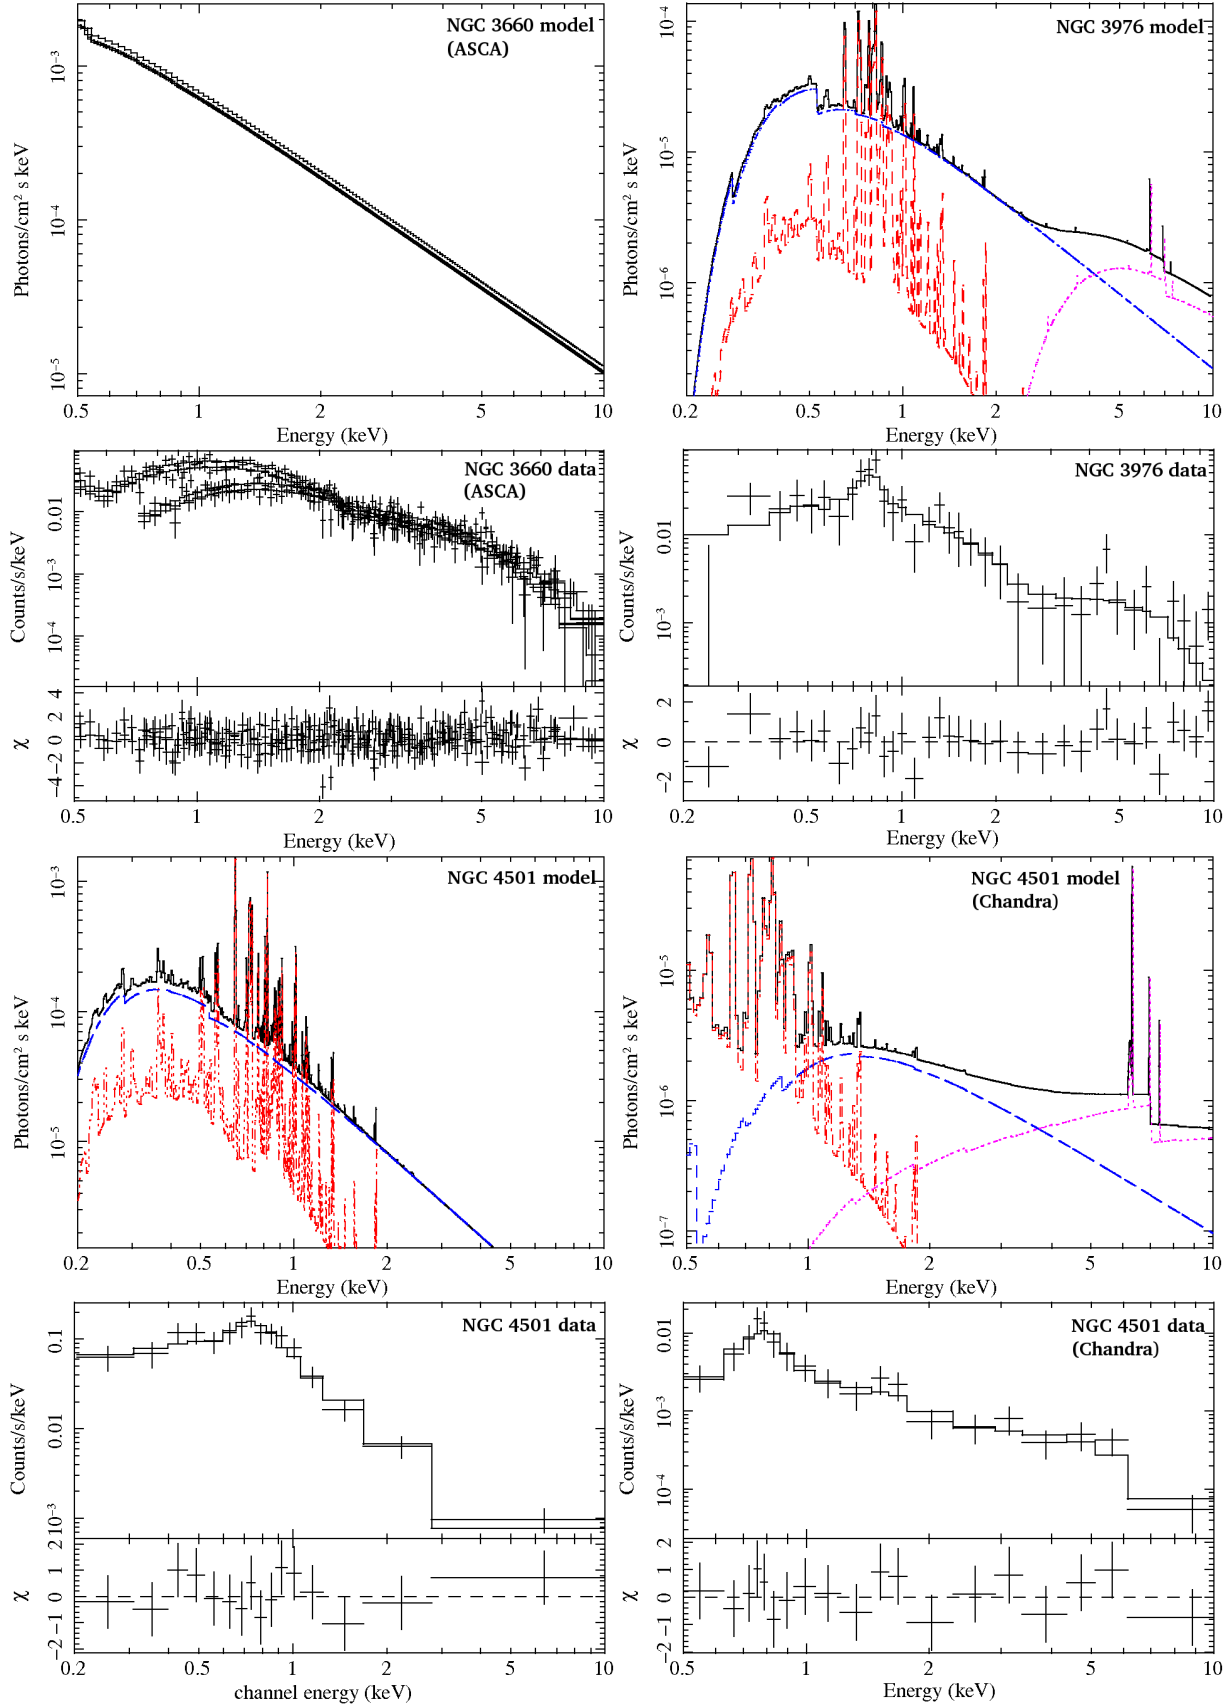 NGC 3660 model
(ASCA)
Photons/cm² s keV
10⁻³
10⁻⁴
10⁻⁵
0.5 1 2 5 10
Energy (keV)
NGC 3976 model
Photons/cm² s keV
10⁻⁴
10⁻⁵
10⁻⁶
0.2 0.5 1 2 5 10
Energy (keV)
NGC 3660 data
(ASCA)
Counts/s/keV
0.01
10⁻³
10⁻⁴
χ
4
2
0
−2
−4
0.5 1 2 5 10
Energy (keV)
NGC 3976 data
Counts/s/keV
0.01
10⁻³
χ
2
0
−2
0.2 0.5 1 2 5 10
Energy (keV)
NGC 4501 model
Photons/cm² s keV
10⁻³
10⁻⁴
10⁻⁵
0.2 0.5 1 2 5 10
Energy (keV)
NGC 4501 model
(Chandra)
Photons/cm² s keV
10⁻⁵
10⁻⁶
10⁻⁷
0.5 1 2 5 10
Energy (keV)
NGC 4501 data
Counts/s/keV
0.1
0.01
10⁻³
χ
2
1
0
−1
−2
0.2 0.5 1 2 5 10
channel energy (keV)
NGC 4501 data
(Chandra)
Counts/s/keV
0.01
10⁻³
10⁻⁴
χ
2
1
0
−1
−2
0.5 1 2 5 10
Energy (keV)